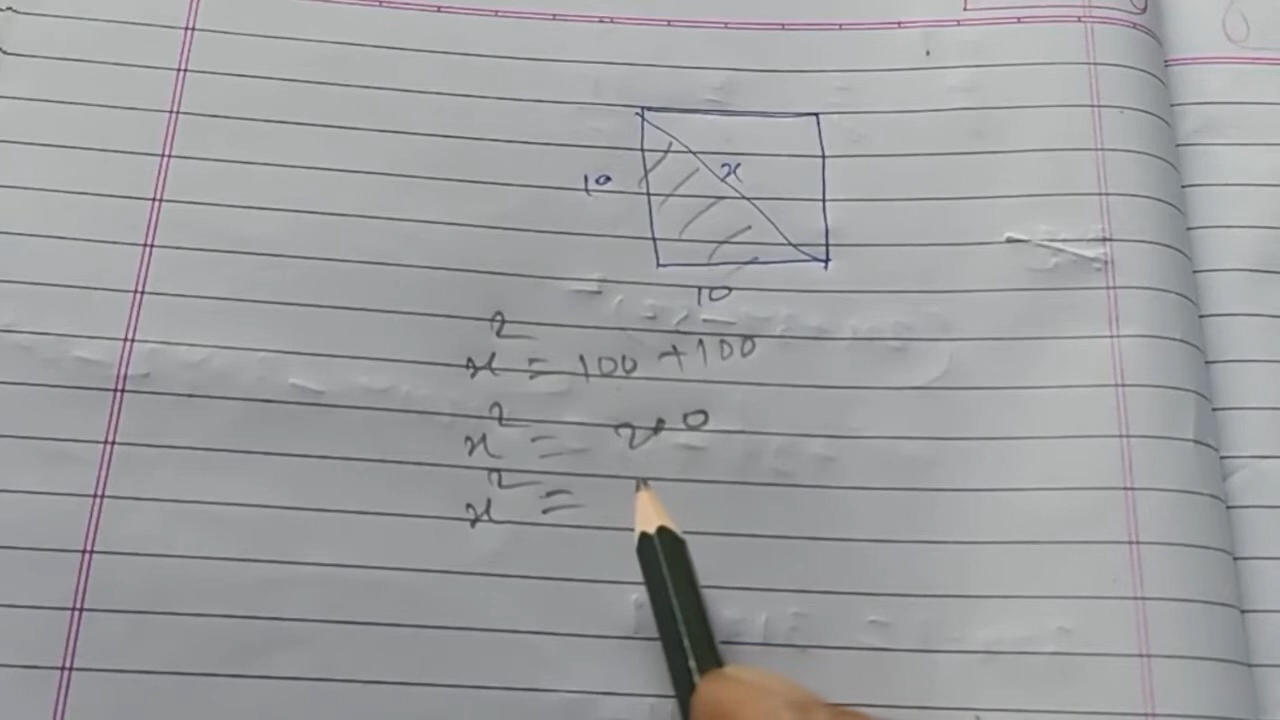 10
x
10
x² = 100 + 100
x² = 200
x² =